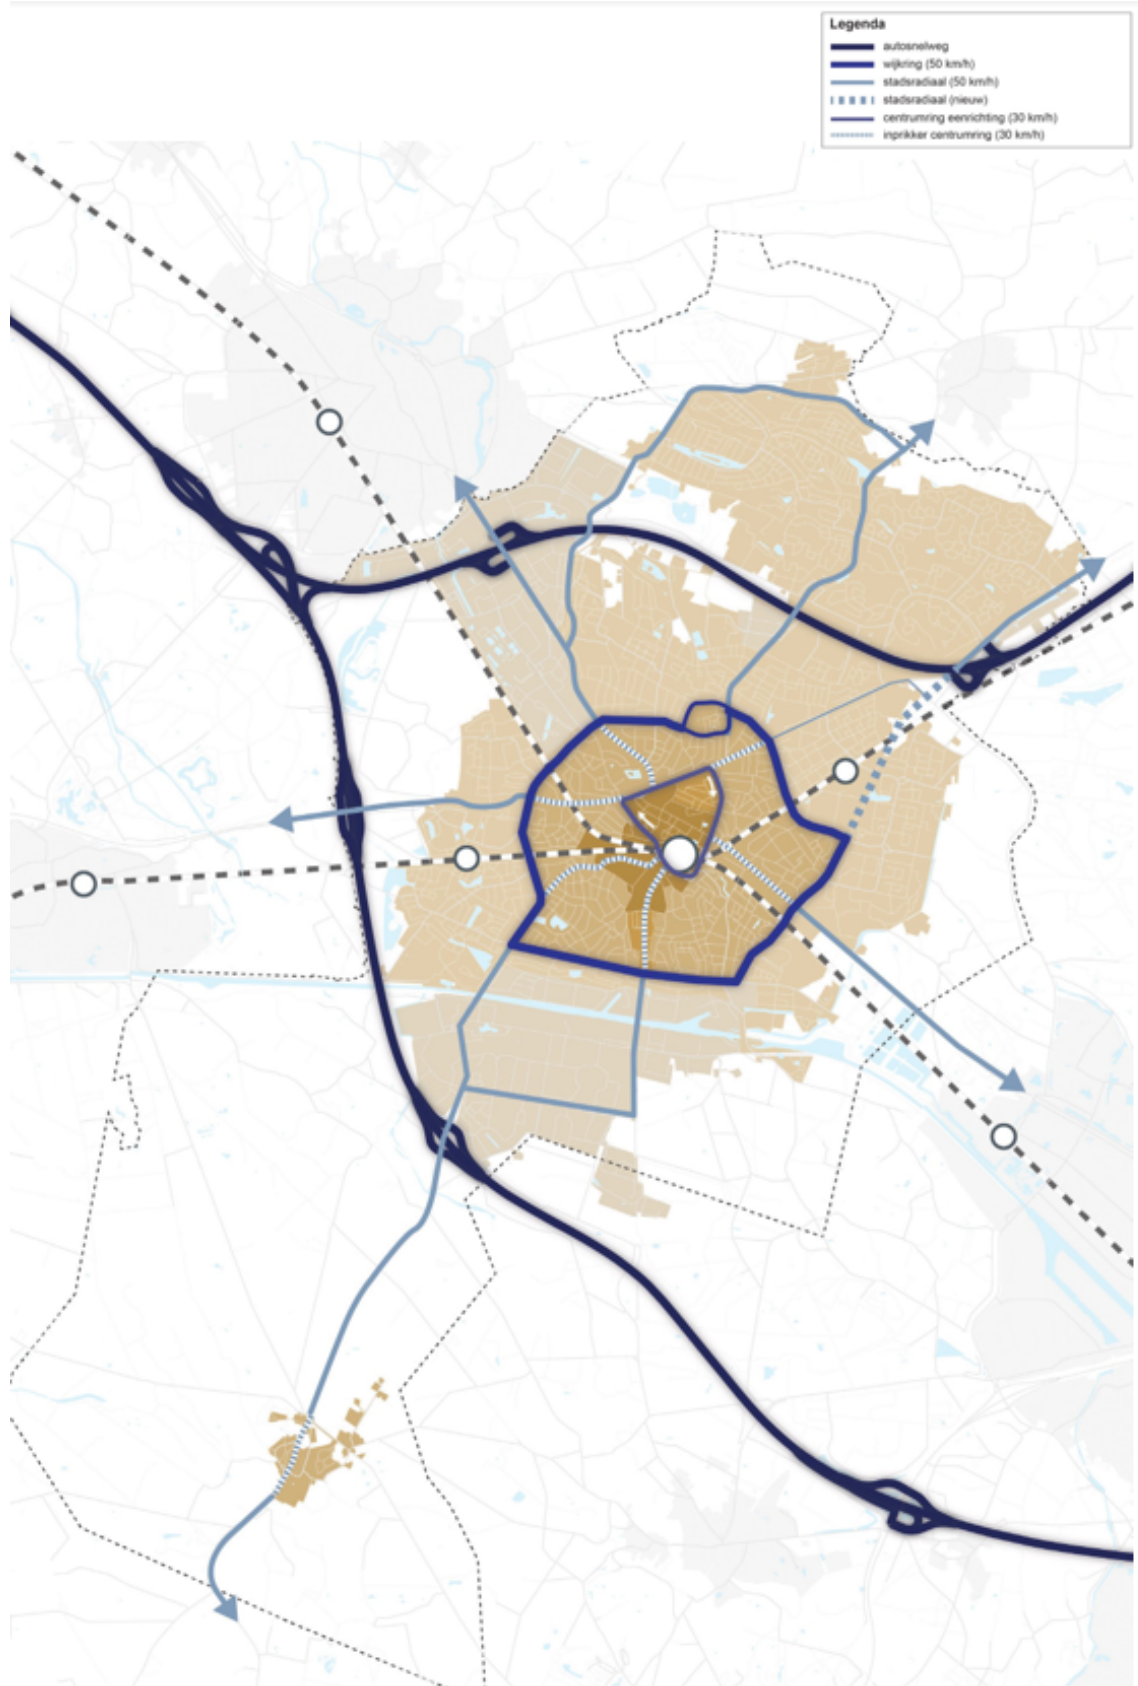 Legenda
autosnelweg
wijkring (50 km/h)
stadsradiaal (50 km/h)
stadsradiaal (nieuw)
centrumring eenrichting (30 km/h)
inprikker centrumring (30 km/h)